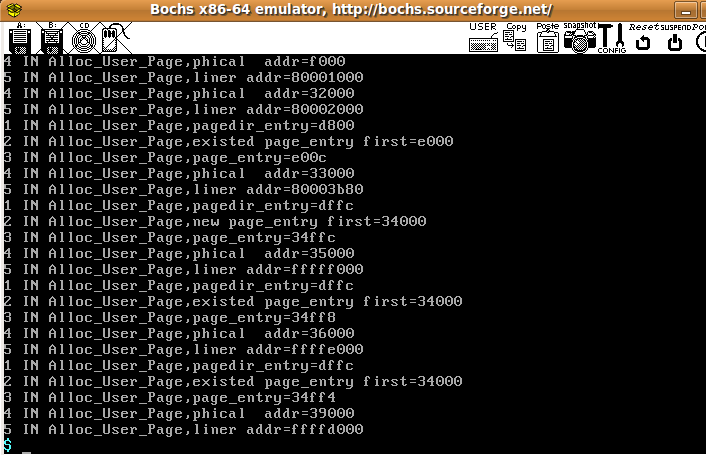 Bochs x86-64 emulator, http://bochs.sourceforge.net/
A: B: CD USER Copy Poste snapshot CONFIG Reset SUSPEND Po
4 IN Alloc_User_Page,phical  addr=f000
5 IN Alloc_User_Page,liner addr=80001000
4 IN Alloc_User_Page,phical  addr=32000
5 IN Alloc_User_Page,liner addr=80002000
1 IN Alloc_User_Page,pagedir_entry=d800
2 IN Alloc_User_Page,existed page_entry first=e000
3 IN Alloc_User_Page,page_entry=e00c
4 IN Alloc_User_Page,phical  addr=33000
5 IN Alloc_User_Page,liner addr=80003b80
1 IN Alloc_User_Page,pagedir_entry=dffc
2 IN Alloc_User_Page,new page_entry first=34000
3 IN Alloc_User_Page,page_entry=34ffc
4 IN Alloc_User_Page,phical  addr=35000
5 IN Alloc_User_Page,liner addr=fffff000
1 IN Alloc_User_Page,pagedir_entry=dffc
2 IN Alloc_User_Page,existed page_entry first=34000
3 IN Alloc_User_Page,page_entry=34ff8
4 IN Alloc_User_Page,phical  addr=36000
5 IN Alloc_User_Page,liner addr=ffffe000
1 IN Alloc_User_Page,pagedir_entry=dffc
2 IN Alloc_User_Page,existed page_entry first=34000
3 IN Alloc_User_Page,page_entry=34ff4
4 IN Alloc_User_Page,phical  addr=39000
5 IN Alloc_User_Page,liner addr=ffffd000
$ _